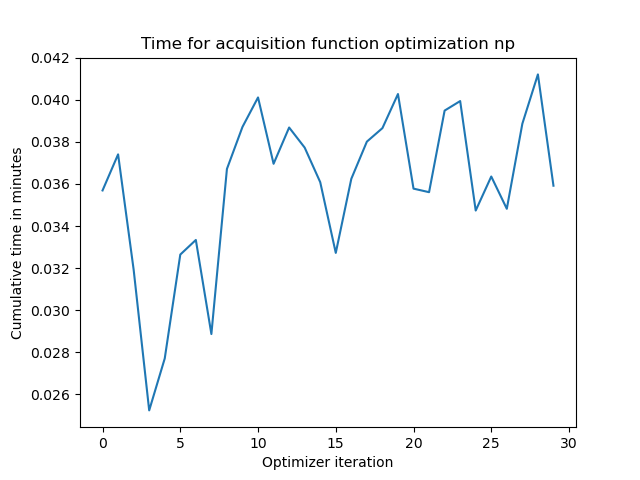 Time for acquisition function optimization np
0.042
0.040
0.038
0.036
0.034
0.032
0.030
0.028
0.026
Cumulative time in minutes
0 5 10 15 20 25 30
Optimizer iteration